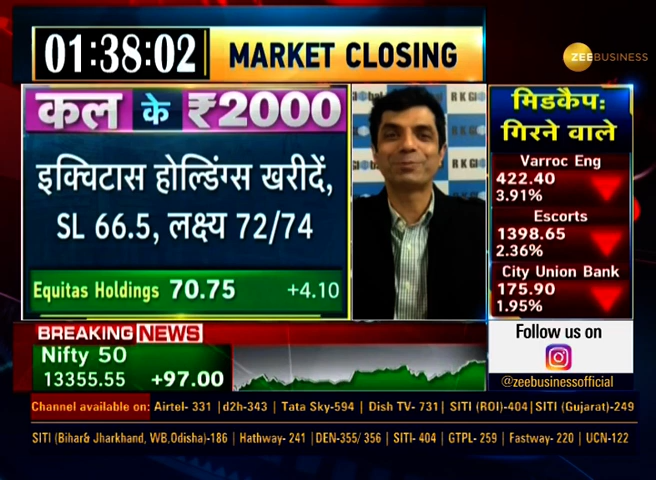 01:38:02 MARKET CLOSING
ZEE BUSINESS
कल के ₹2000
इक्विटास होल्डिंग्स खरीदें,
SL 66.5, लक्ष्य 72/74
Equitas Holdings 70.75 +4.10
मिडकैप:
गिरने वाले
Varroc Eng
422.40
3.91%
Escorts
1398.65
2.36%
City Union Bank
175.90
1.95%
BREAKING NEWS
Nifty 50
13355.55 +97.00
Follow us on
@zeebusinessofficial
Channel available on: Airtel- 331 | d2h-343 | Tata Sky-594 | Dish TV- 731 | SITI (ROI)-404 | SITI (Gujarat)-249
SITI (Bihar& Jharkhand, WB,Odisha)-186 | Hathway- 241 | DEN-355/ 356 | SITI- 404 | GTPL- 259 | Fastway- 220 | UCN-122